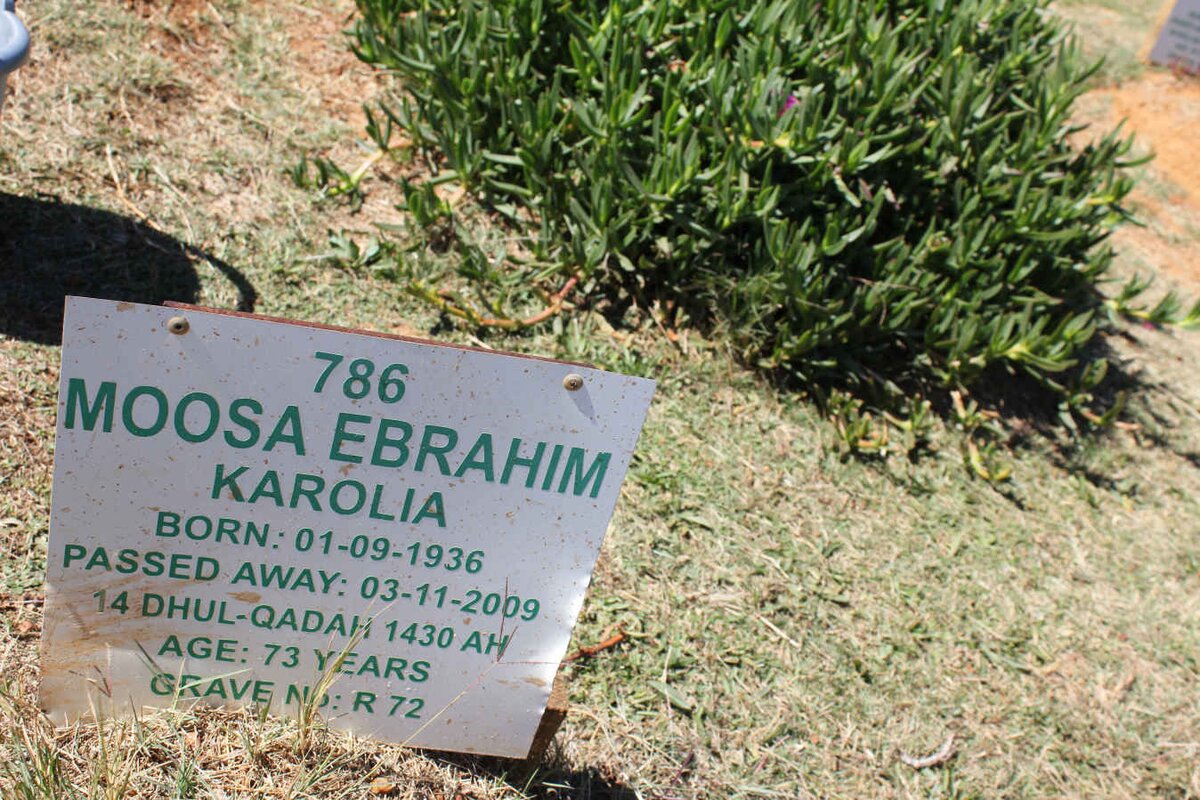 786
MOOSA EBRAHIM
KAROLIA
BORN: 01-09-1936
PASSED AWAY: 03-11-2009
14 DHUL-QADAH 1430 AH
AGE: 73 YEARS
GRAVE No: R 72